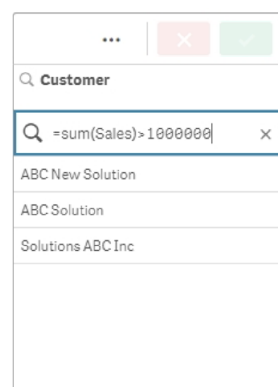 Customer
=sum(Sales)>1000000
ABC New Solution
ABC Solution
Solutions ABC Inc